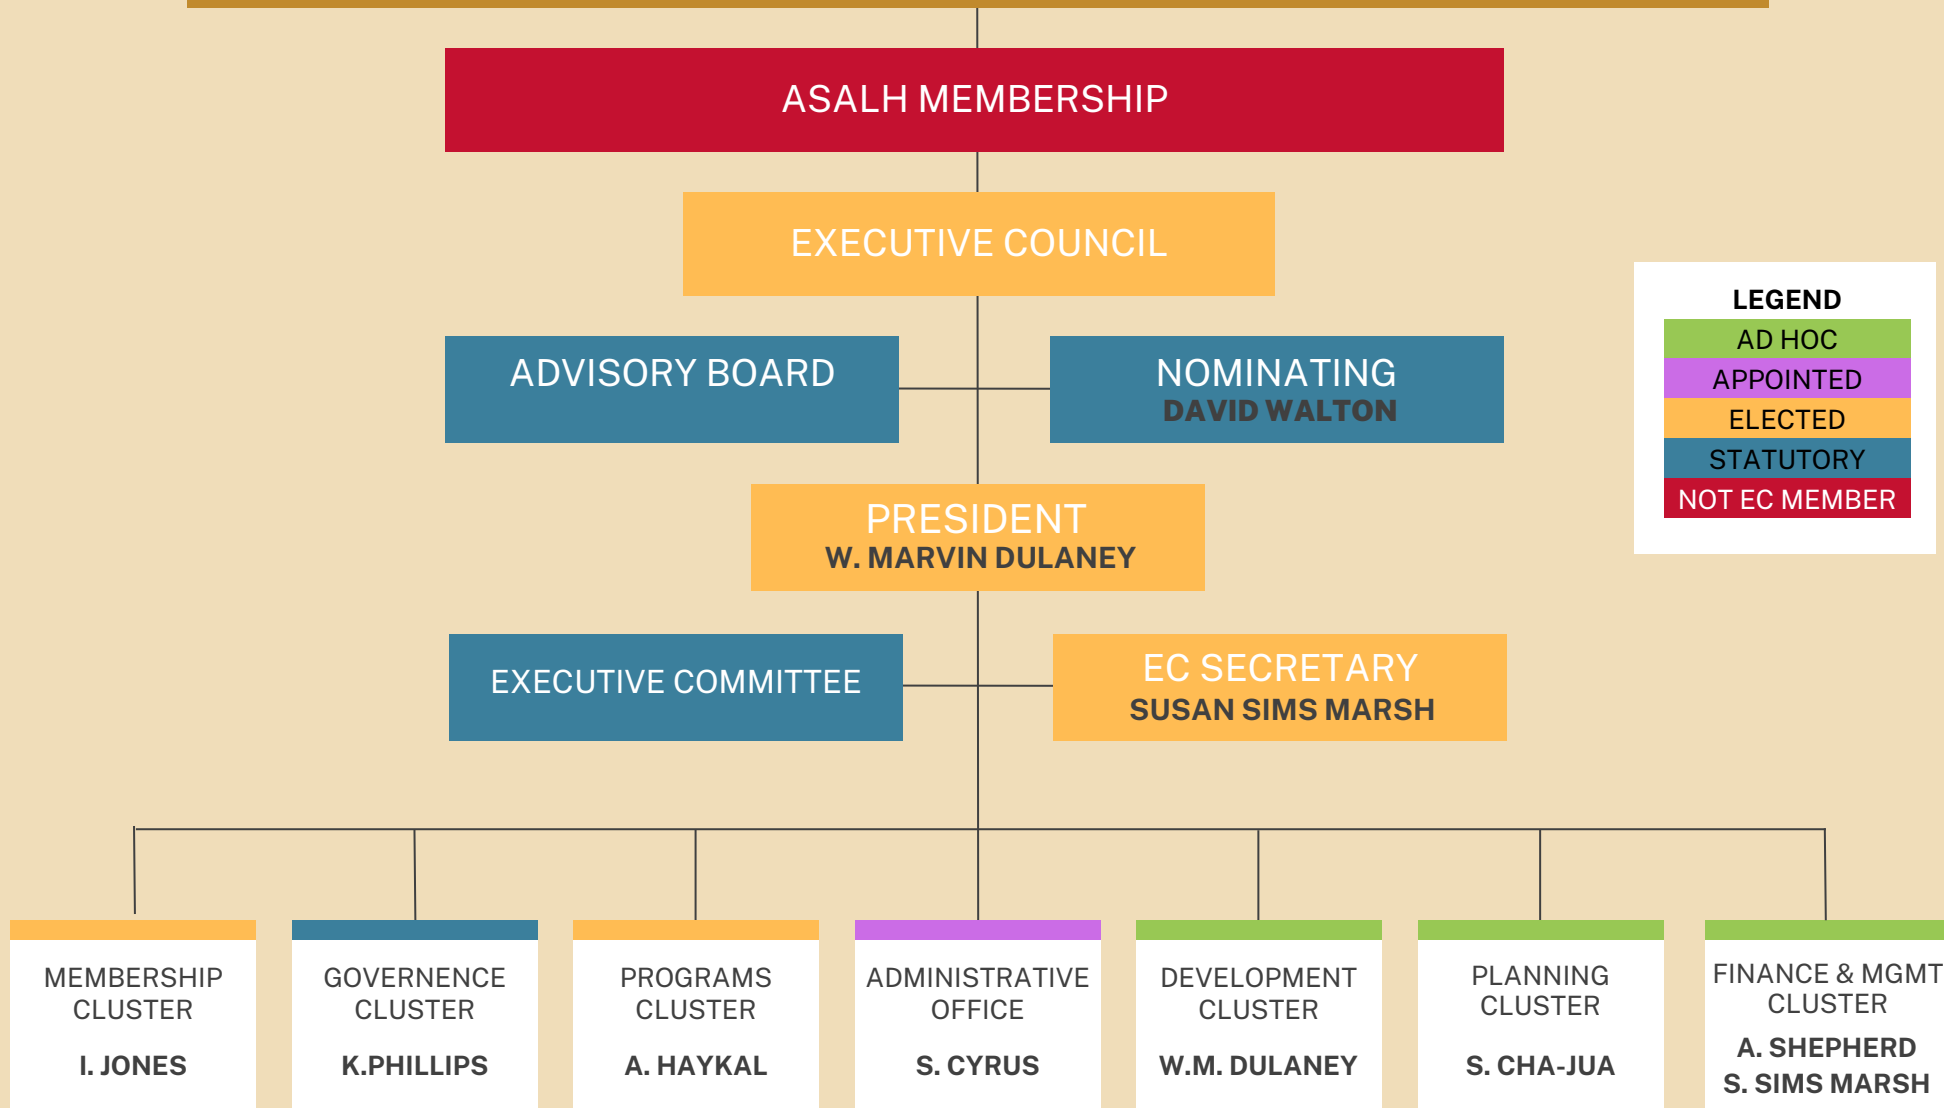 ASALH MEMBERSHIP
EXECUTIVE COUNCIL
ADVISORY BOARD
NOMINATING
DAVID WALTON
LEGEND
AD HOC
APPOINTED
ELECTED
STATUTORY
NOT EC MEMBER
PRESIDENT
W. MARVIN DULANEY
EXECUTIVE COMMITTEE
EC SECRETARY
SUSAN SIMS MARSH
MEMBERSHIP
CLUSTER
I. JONES
GOVERNENCE
CLUSTER
K.PHILLIPS
PROGRAMS
CLUSTER
A. HAYKAL
ADMINISTRATIVE
OFFICE
S. CYRUS
DEVELOPMENT
CLUSTER
W.M. DULANEY
PLANNING
CLUSTER
S. CHA-JUA
FINANCE & MGMT
CLUSTER
A. SHEPHERD
S. SIMS MARSH